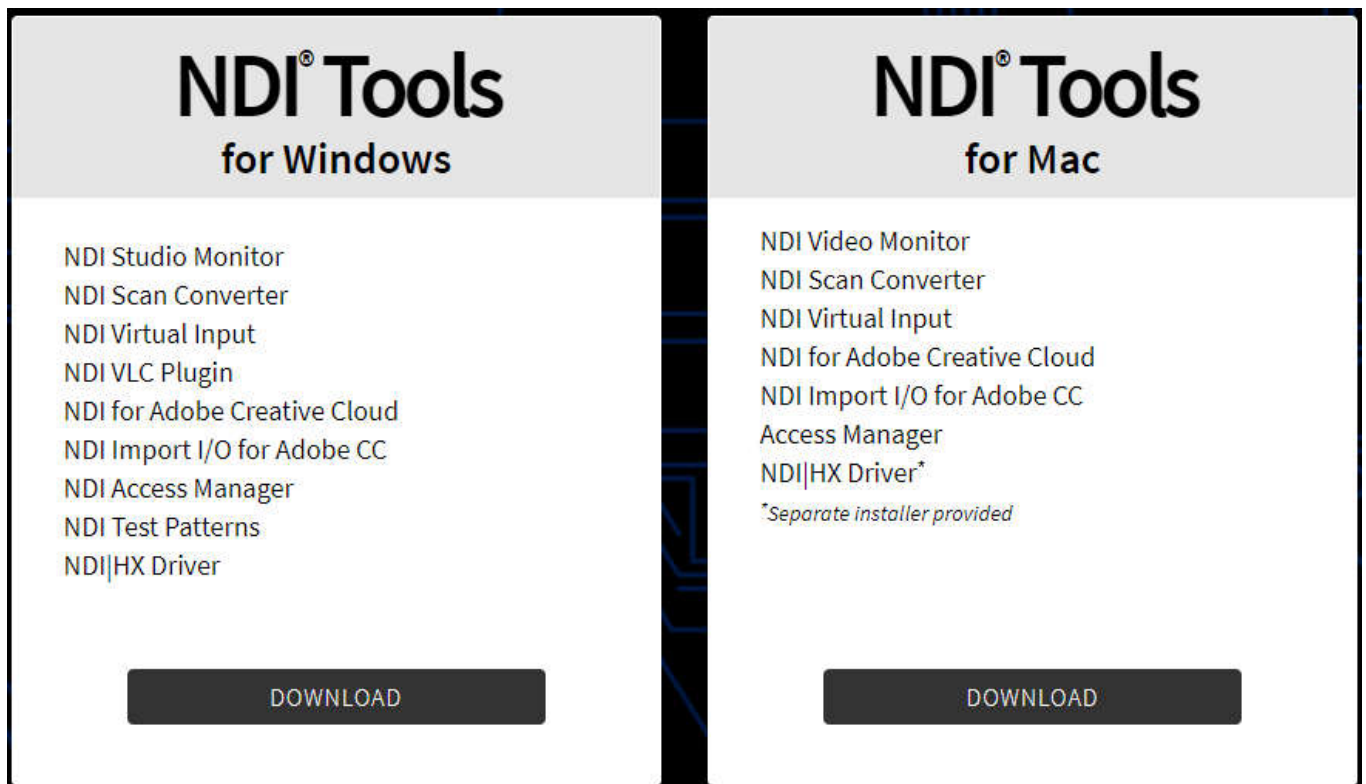 NDI® Tools
for Windows
NDI Studio Monitor
NDI Scan Converter
NDI Virtual Input
NDI VLC Plugin
NDI for Adobe Creative Cloud
NDI Import I/O for Adobe CC
NDI Access Manager
NDI Test Patterns
NDI|HX Driver
DOWNLOAD
NDI® Tools
for Mac
NDI Video Monitor
NDI Scan Converter
NDI Virtual Input
NDI for Adobe Creative Cloud
NDI Import I/O for Adobe CC
Access Manager
NDI|HX Driver*
*Separate installer provided
DOWNLOAD